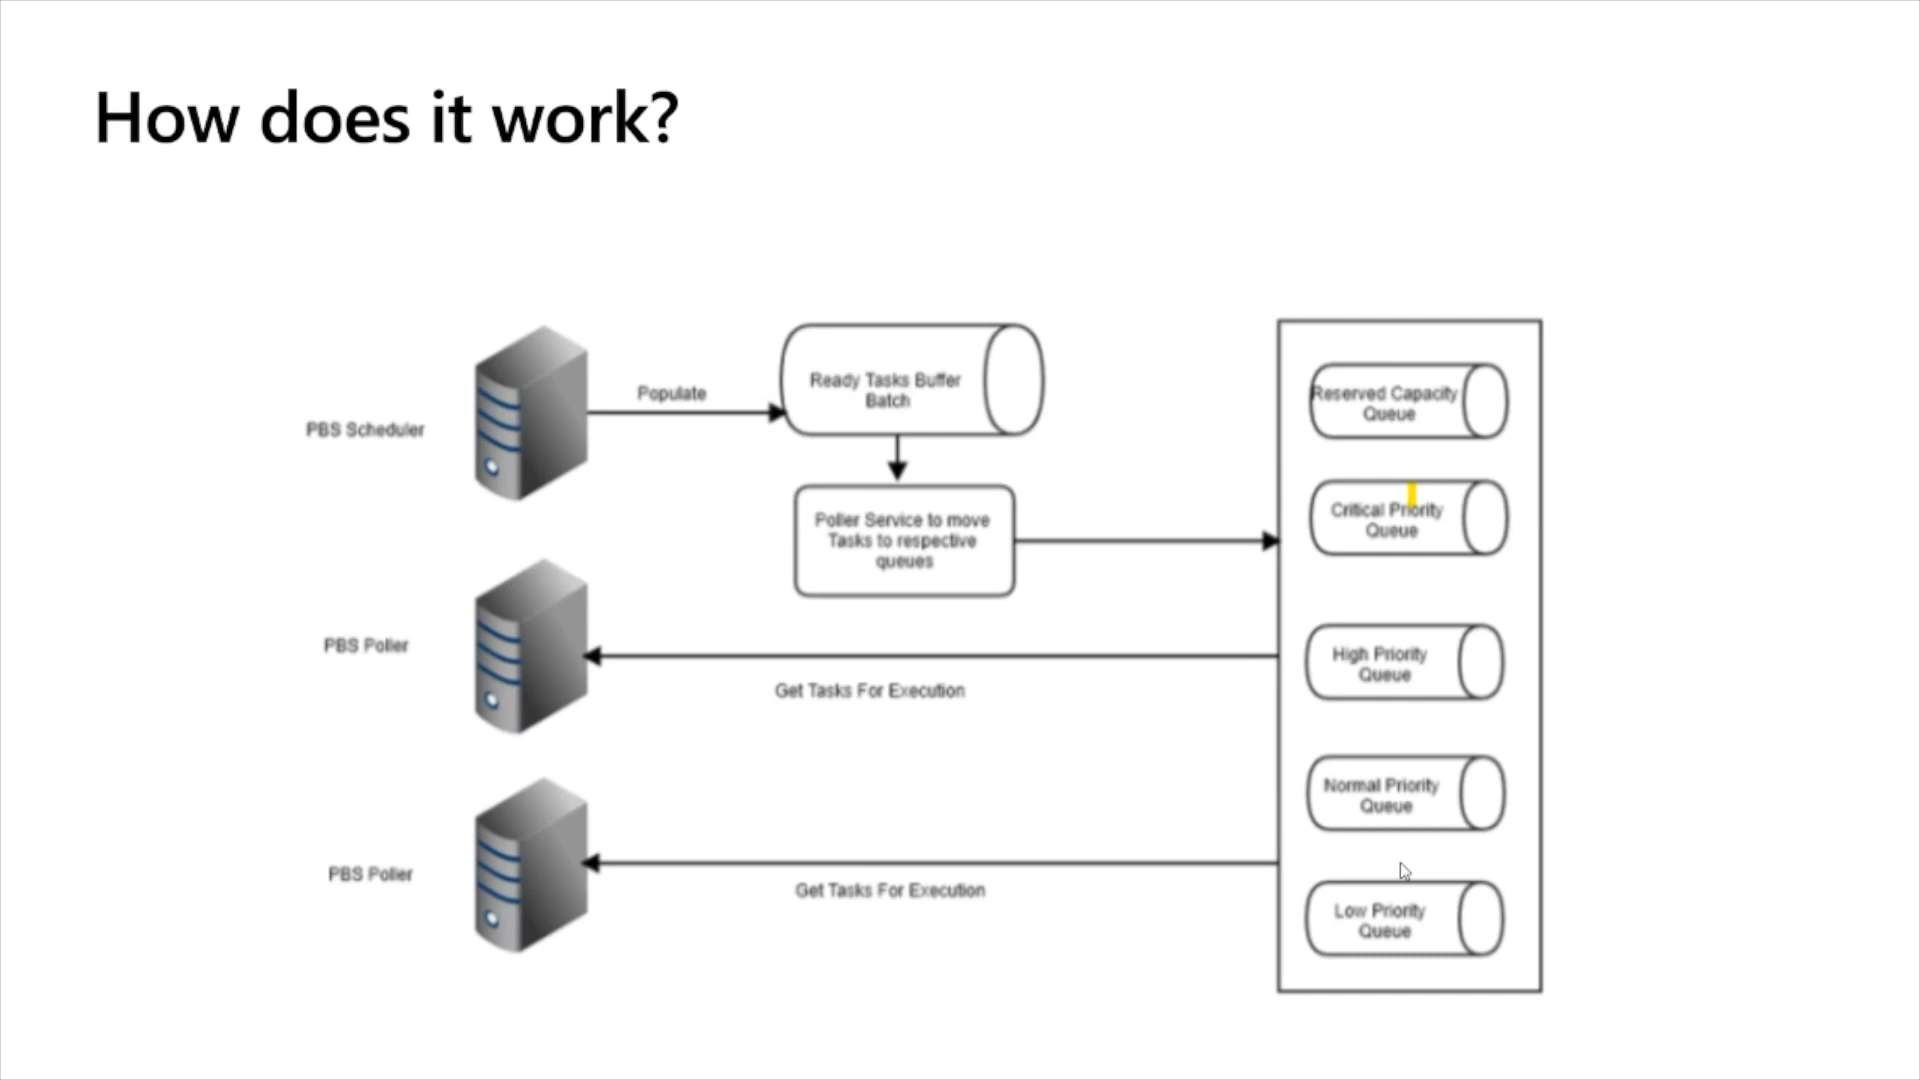 How does it work?
PBS Scheduler
Populate
Ready Tasks Buffer
Batch
Poller Service to move
Tasks to respective
queues
Reserved Capacity
Queue
Critical Priority
Queue
PBS Poller
Get Tasks For Execution
High Priority
Queue
Normal Priority
Queue
PBS Poller
Get Tasks For Execution
Low Priority
Queue